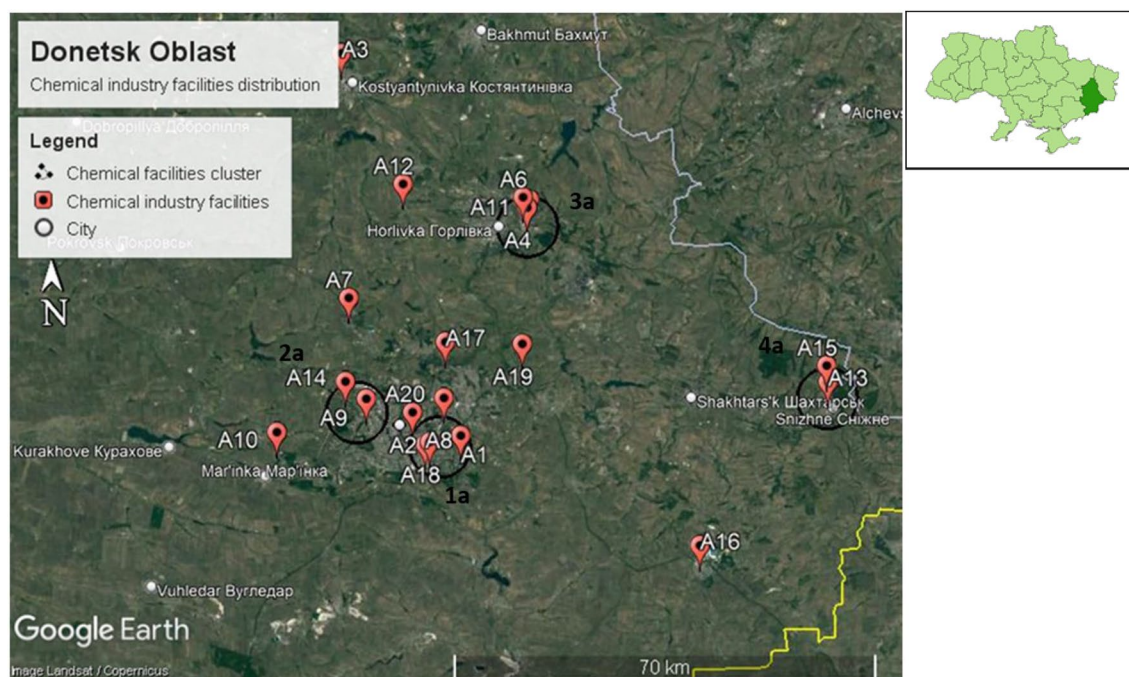 Donetsk Oblast
Chemical industry facilities distribution
Legend
Chemical facilities cluster
Chemical industry facilities
City
N
Bakhmut Бахмут
A3
Kostyantynivka Костянтинівка
Dobropillya Добропілля
Alchevs
A12
A6
A11
3a
Horlivka Горлівка
A4
Pokrovsk Покровськ
A7
A17
A19
2a
4a
A15
A14
A13
A20
A9
Shakhtars'k Шахтарськ
Snizhne Сніжне
A10
A2
A8
A1
Kurakhove Курахове
Mar'inka Мар'їнка
A18
1a
A16
Vuhledar Вугледар
Google Earth
70 km
Image Landsat / Copernicus